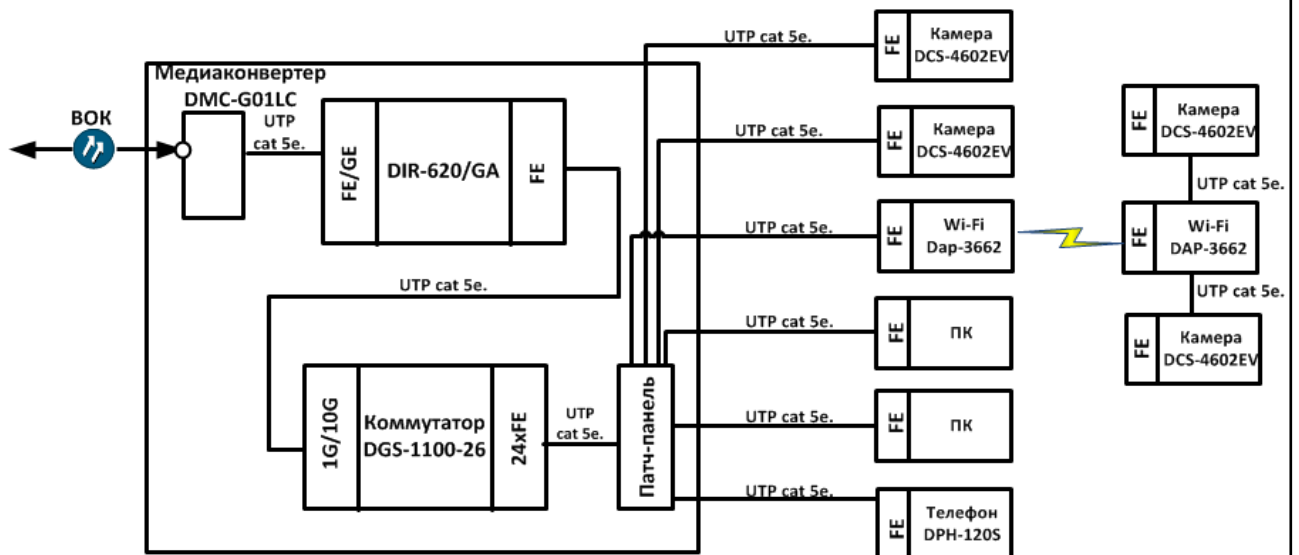 UTP cat 5e.
FE
Камера
DCS-4602EV
Медиаконвертер
DMC-G01LC
ВОК
UTP
cat 5e.
FE/GE
DIR-620/GA
FE
UTP cat 5e.
FE
Камера
DCS-4602EV
FE
Камера
DCS-4602EV
UTP cat 5e.
UTP cat 5e.
FE
Wi-Fi
Dap-3662
FE
Wi-Fi
DAP-3662
UTP cat 5e.
UTP cat 5e.
UTP cat 5e.
FE
ПК
FE
Камера
DCS-4602EV
1G/10G
Коммутатор
DGS-1100-26
24xFE
UTP
cat 5e.
Патч-панель
UTP cat 5e.
FE
ПК
UTP cat 5e.
FE
Телефон
DPH-120S